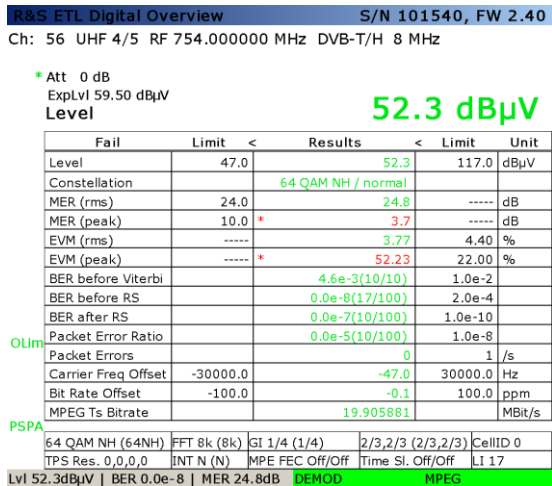 R&S ETL Digital Overview S/N 101540, FW 2.40
Ch: 56 UHF 4/5 RF 754.000000 MHz DVB-T/H 8 MHz
* Att 0 dB
ExpLvl 59.50 dBµV
Level 52.3 dBµV
Fail Limit < Results < Limit Unit
Level 47.0 52.3 117.0 dBµV
Constellation 64 QAM NH / normal
MER (rms) 24.0 24.8 ----- dB
MER (peak) 10.0 * 3.7 ----- dB
EVM (rms) ----- 3.77 4.40 %
EVM (peak) ----- * 52.23 22.00 %
BER before Viterbi 4.6e-3(10/10) 1.0e-2
BER before RS 0.0e-8(17/100) 2.0e-4
BER after RS 0.0e-7(10/100) 1.0e-10
Packet Error Ratio 0.0e-5(10/100) 1.0e-8
OLim
Packet Errors 0 1 /s
Carrier Freq Offset -30000.0 -47.0 30000.0 Hz
Bit Rate Offset -100.0 -0.1 100.0 ppm
MPEG Ts Bitrate 19.905881 MBit/s
PSPA
64 QAM NH (64NH) FFT 8k (8k) GI 1/4 (1/4) 2/3,2/3 (2/3,2/3) CellID 0
TPS Res. 0,0,0,0 INT N (N) MPE FEC Off/Off Time Sl. Off/Off LI 17
Lvl 52.3dBµV | BER 0.0e-8 | MER 24.8dB DEMOD MPEG